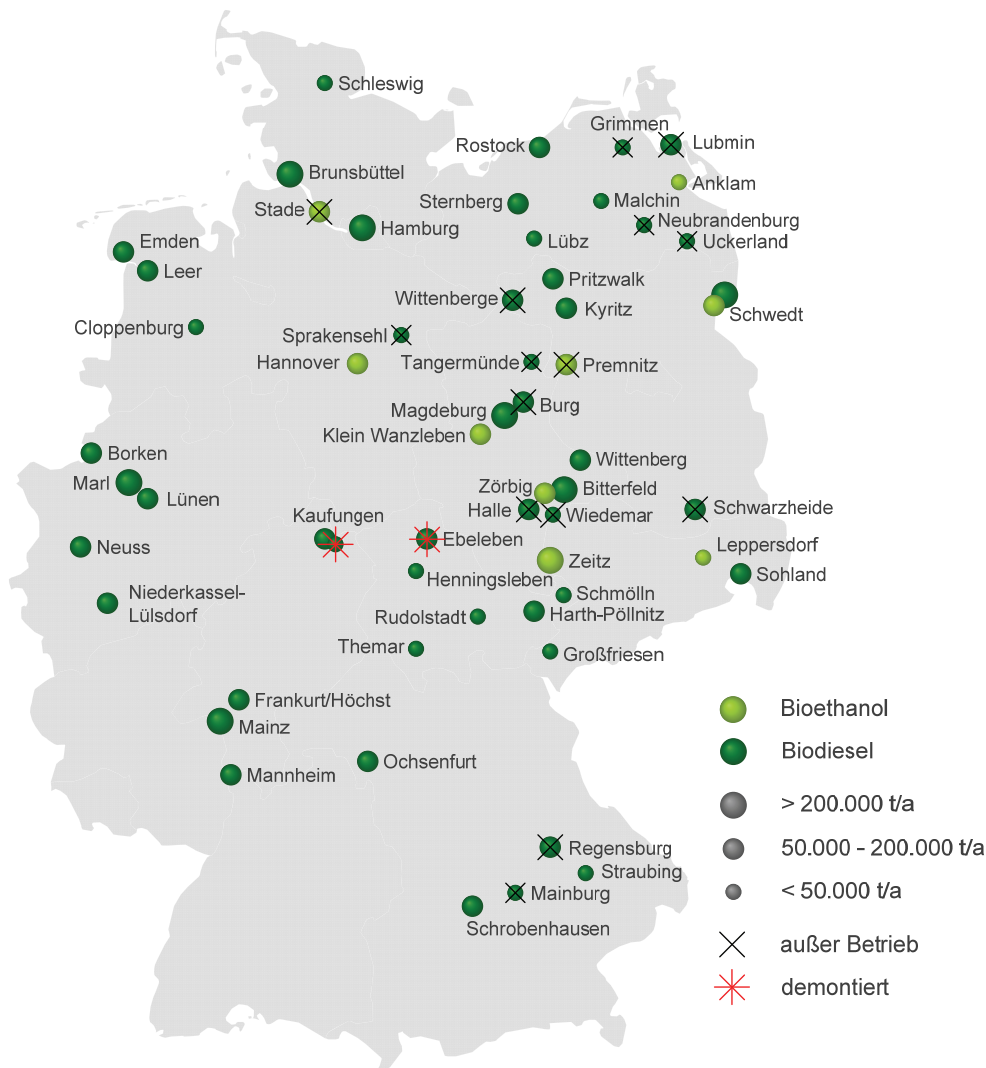 Schleswig
Grimmen
Rostock
Lubmin
Brunsbüttel
Anklam
Sternberg
Malchin
Stade
Neubrandenburg
Hamburg
Lübz
Uckerland
Emden
Leer
Pritzwalk
Wittenberge
Kyritz
Schwedt
Cloppenburg
Sprakensehl
Hannover
Tangermünde
Premnitz
Magdeburg
Burg
Klein Wanzleben
Borken
Wittenberg
Marl
Lünen
Zörbig
Bitterfeld
Halle
Wiedemar
Schwarzheide
Kaufungen
Ebeleben
Neuss
Leppersdorf
Zeitz
Sohland
Henningsleben
Niederkassel-
Lülsdorf
Schmölln
Harth-Pöllnitz
Rudolstadt
Themar
Großfriesen
Frankurt/Höchst
Mainz
Ochsenfurt
Mannheim
Regensburg
Straubing
Mainburg
Schrobenhausen
Bioethanol
Biodiesel
> 200.000 t/a
50.000 - 200.000 t/a
< 50.000 t/a
außer Betrieb
demontiert